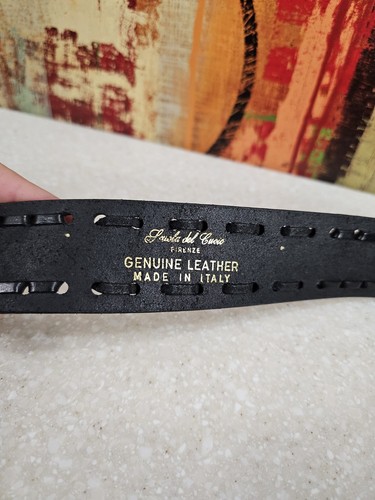 Scuola del Cuoio
FIRENZE
GENUINE LEATHER
MADE IN ITALY